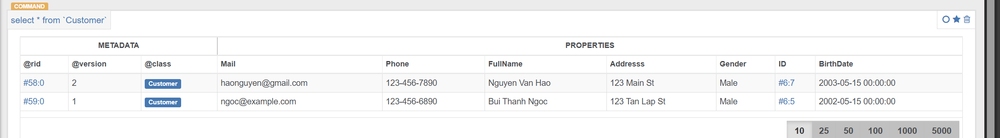 COMMAND
select * from `Customer`
METADATA PROPERTIES
@rid @version @class Mail Phone FullName Addresss Gender ID BirthDate
#58:0 2 Customer haonguyen@gmail.com 123-456-7890 Nguyen Van Hao 123 Main St Male #6:7 2003-05-15 00:00:00
#59:0 1 Customer ngoc@example.com 123-456-6890 Bui Thanh Ngoc 123 Tan Lap St Male #6:5 2002-05-15 00:00:00
10 25 50 100 1000 5000